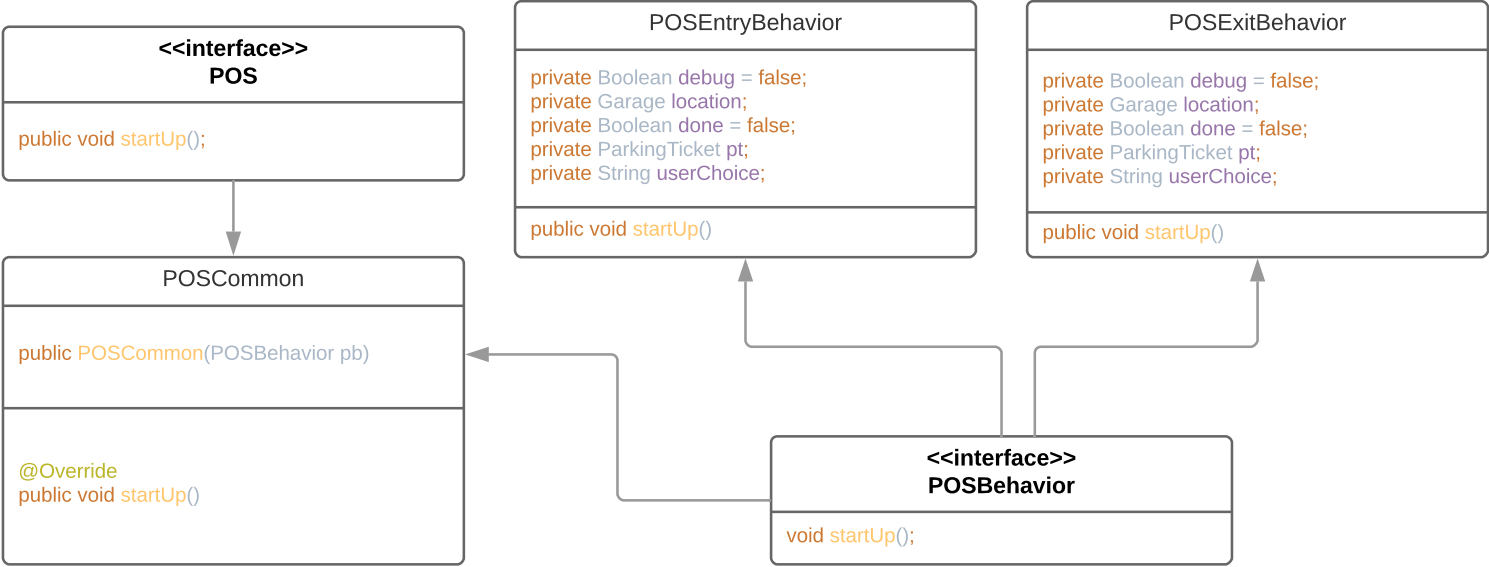 <<interface>>
POS
public void startUp();
POSCommon
public POSCommon(POSBehavior pb)
@Override
public void startUp()
POSEntryBehavior
private Boolean debug = false;
private Garage location;
private Boolean done = false;
private ParkingTicket pt;
private String userChoice;
public void startUp()
POSExitBehavior
private Boolean debug = false;
private Garage location;
private Boolean done = false;
private ParkingTicket pt;
private String userChoice;
public void startUp()
<<interface>>
POSBehavior
void startUp();